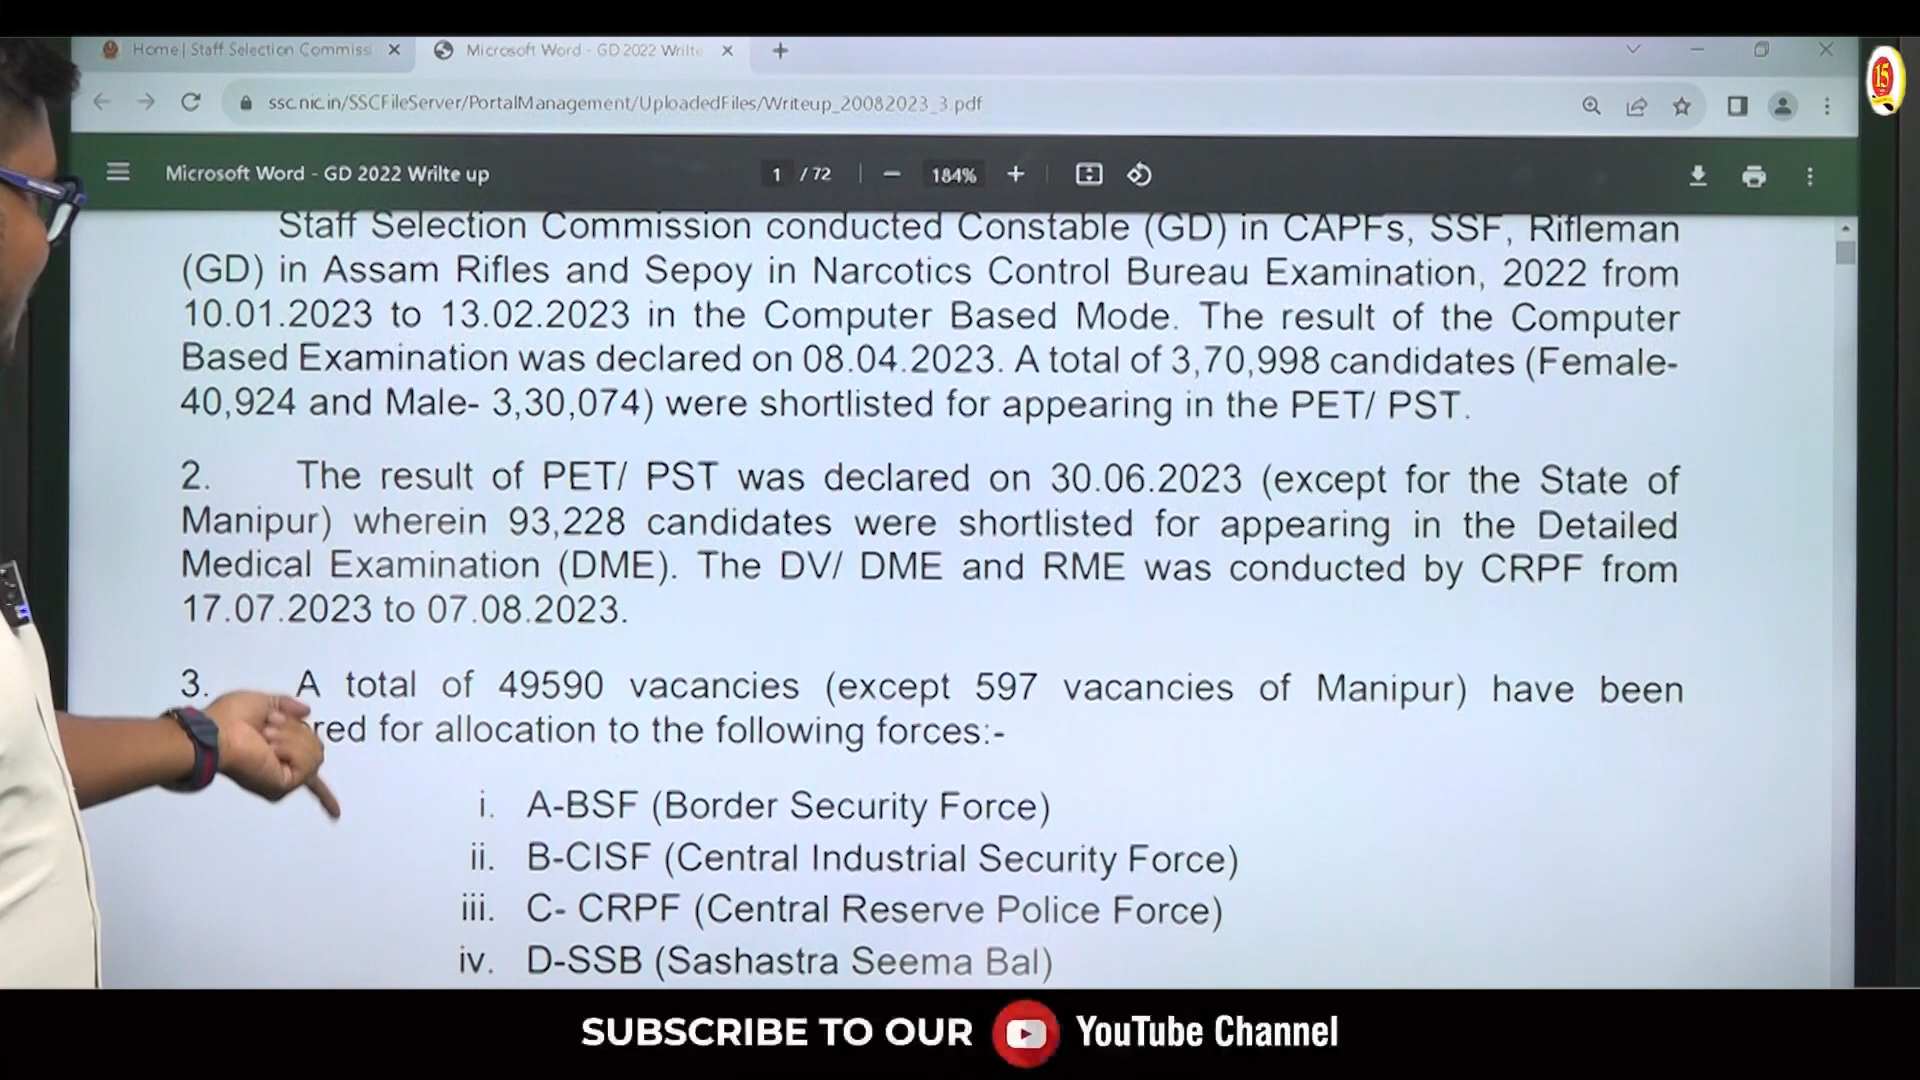 Home | Staff Selection Commiss
Microsoft Word - GD 2022 Wrilte
ssc.nic.in/SSCFileServer/PortalManagement/UploadedFiles/Writeup_20082023_3.pdf
15
Microsoft Word - GD 2022 Wrilte up
1 / 72
184%
Staff Selection Commission conducted Constable (GD) in CAPFs, SSF, Rifleman
(GD) in Assam Rifles and Sepoy in Narcotics Control Bureau Examination, 2022 from
10.01.2023 to 13.02.2023 in the Computer Based Mode. The result of the Computer
Based Examination was declared on 08.04.2023. A total of 3,70,998 candidates (Female-
40,924 and Male- 3,30,074) were shortlisted for appearing in the PET/ PST.
2. The result of PET/ PST was declared on 30.06.2023 (except for the State of
Manipur) wherein 93,228 candidates were shortlisted for appearing in the Detailed
Medical Examination (DME). The DV/ DME and RME was conducted by CRPF from
17.07.2023 to 07.08.2023.
3. A total of 49590 vacancies (except 597 vacancies of Manipur) have been
red for allocation to the following forces:-
i. A-BSF (Border Security Force)
ii. B-CISF (Central Industrial Security Force)
iii. C- CRPF (Central Reserve Police Force)
iv. D-SSB (Sashastra Seema Bal)
SUBSCRIBE TO OUR YouTube Channel